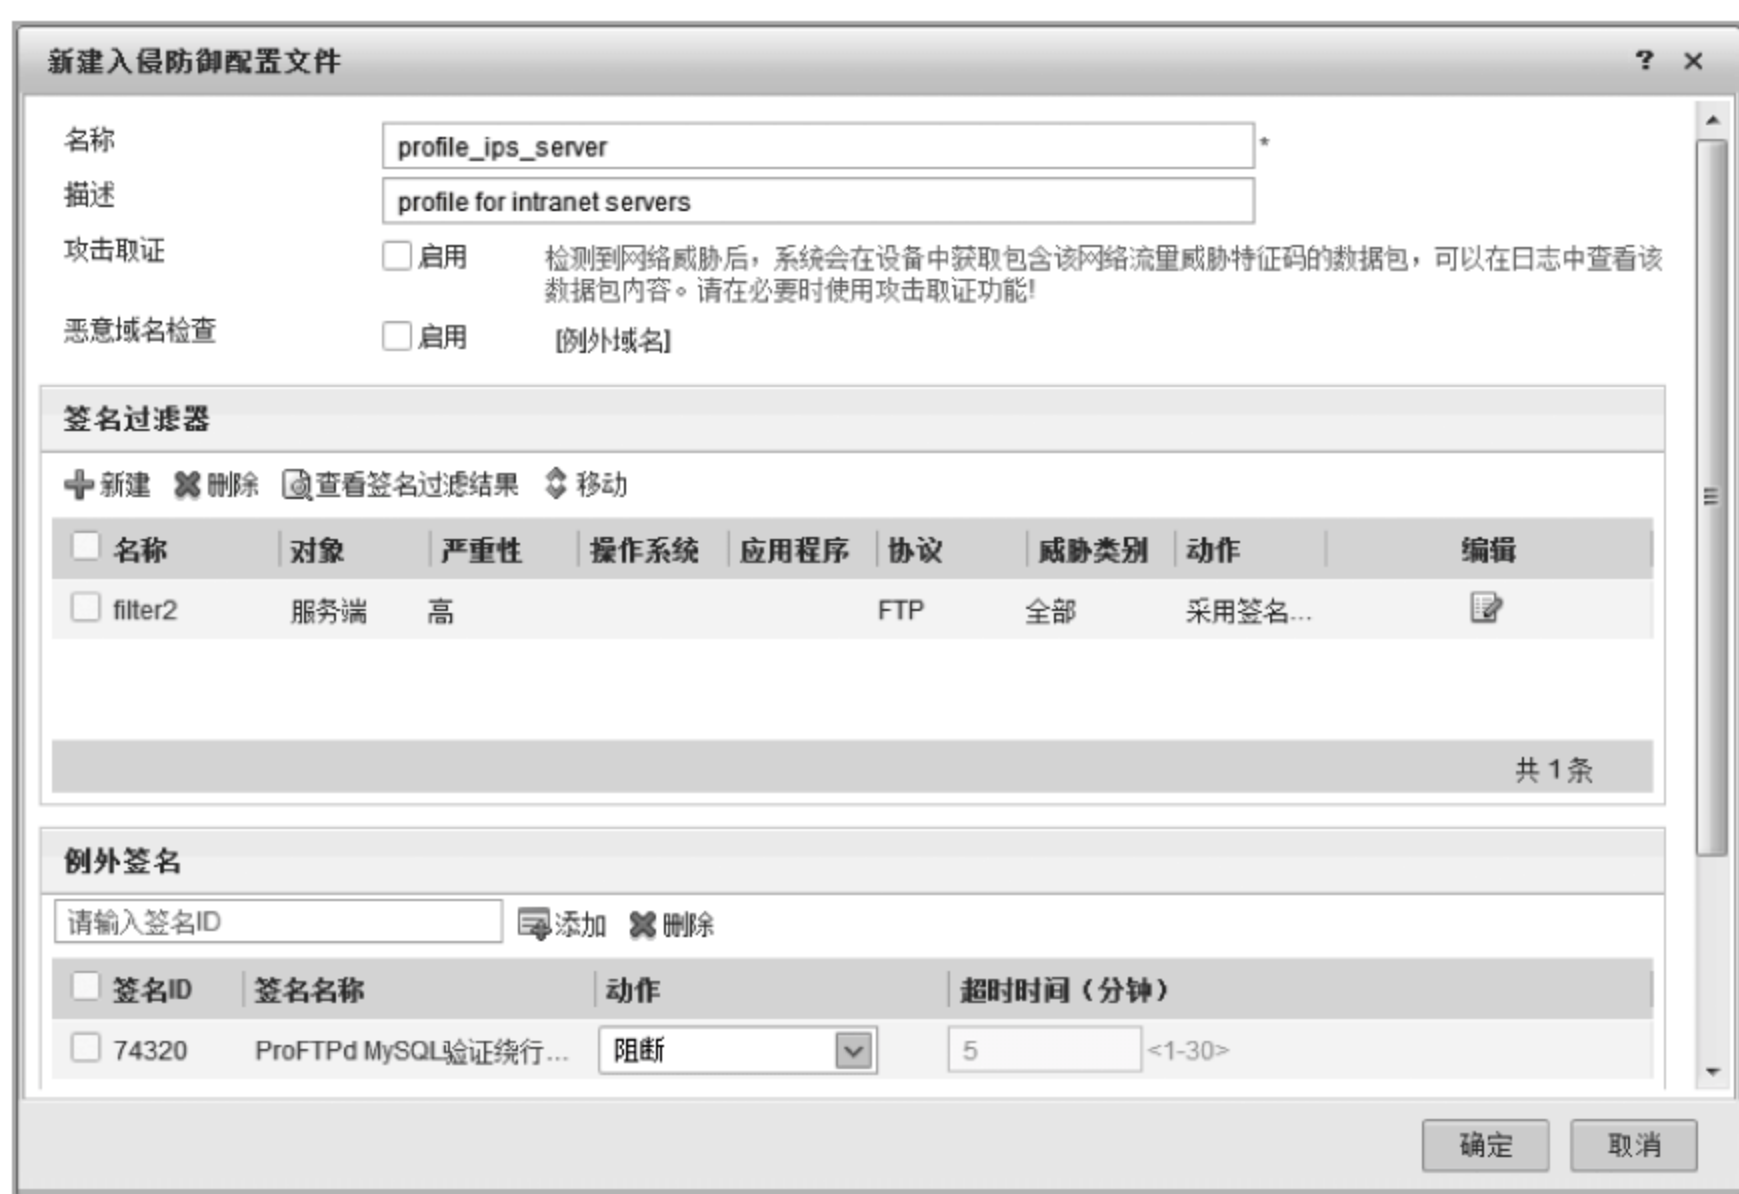 新建入侵防御配置文件 ? ×
名称 profile_ips_server *
描述 profile for intranet servers
攻击取证 启用 检测到网络威胁后，系统会在设备中获取包含该网络流量威胁特征码的数据包，可以在日志中查看该
数据包内容。请在必要时使用攻击取证功能!
恶意域名检查 启用 [例外域名]
签名过滤器
新建 删除 查看签名过滤结果 移动
名称 对象 严重性 操作系统 应用程序 协议 威胁类别 动作 编辑
filter2 服务端 高 FTP 全部 采用签名...
共 1 条
例外签名
请输入签名ID 添加 删除
签名ID 签名名称 动作 超时时间（分钟）
74320 ProFTPd MySQL验证绕行... 阻断 5 <1-30>
确定 取消